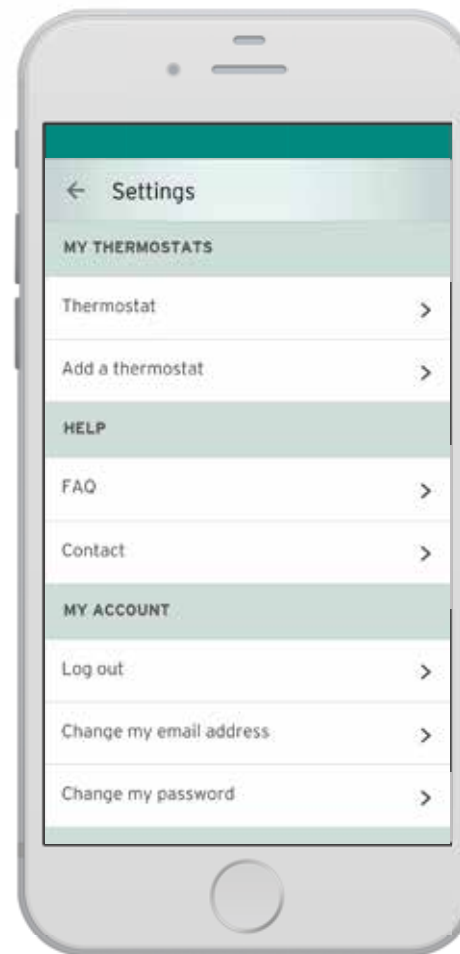 Settings
MY THERMOSTATS
Thermostat
Add a thermostat
HELP
FAQ
Contact
MY ACCOUNT
Log out
Change my email address
Change my password